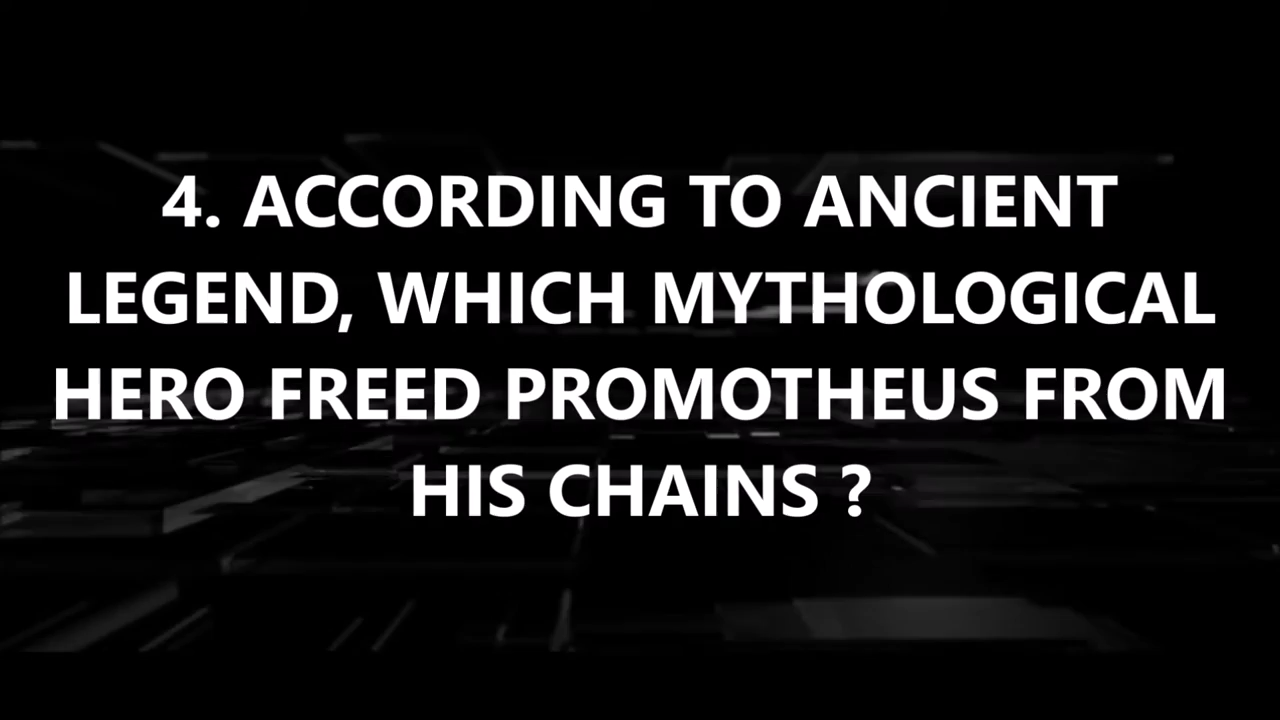 4. ACCORDING TO ANCIENT
LEGEND, WHICH MYTHOLOGICAL
HERO FREED PROMOTHEUS FROM
HIS CHAINS ?